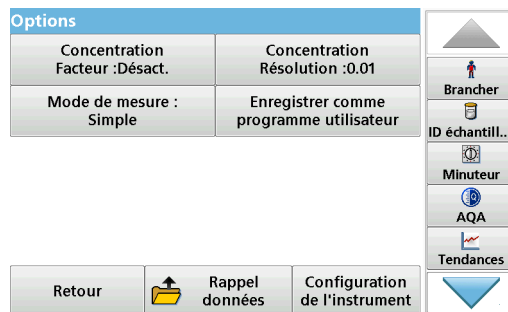 Options
Concentration
Facteur :Désact.
Concentration
Résolution :0.01
Mode de mesure :
Simple
Enregistrer comme
programme utilisateur
Retour
Rappel
données
Configuration
de l'instrument
Brancher
ID échantill..
Minuteur
AQA
Tendances